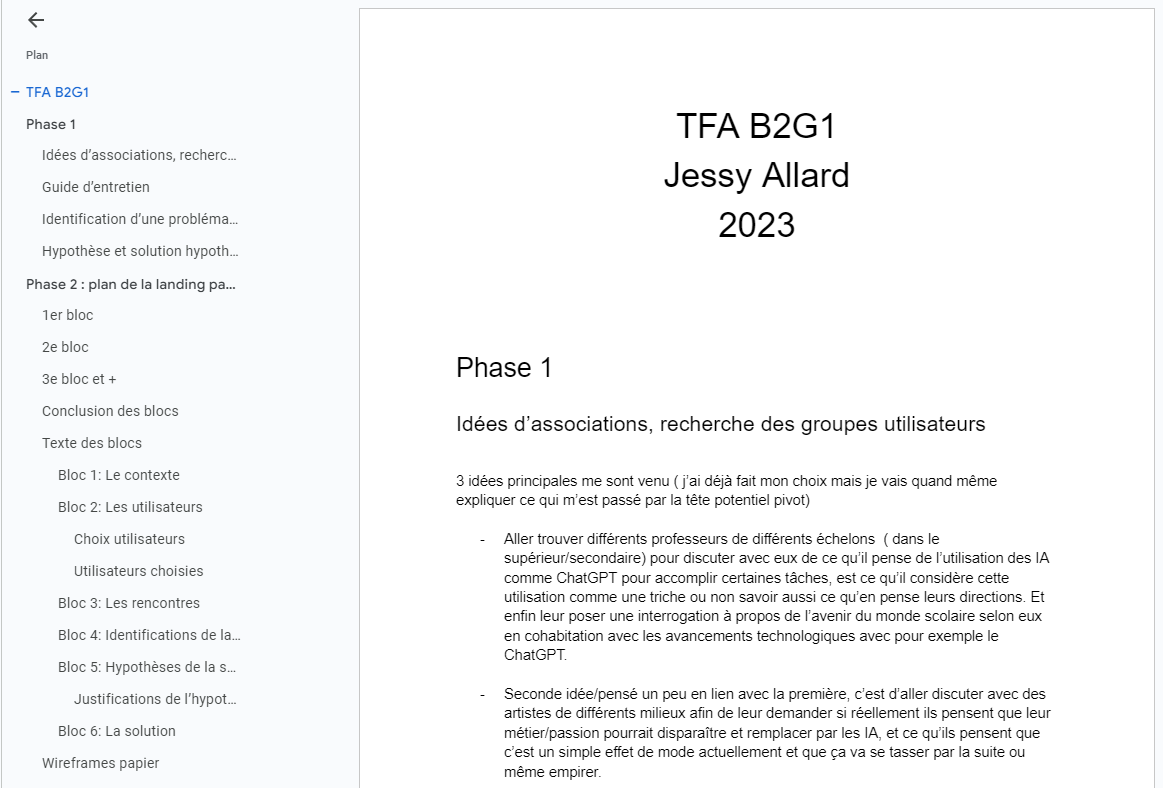 Plan
TFA B2G1
Phase 1
Idées d’associations, recherc...
Guide d’entretien
Identification d’une probléma...
Hypothèse et solution hypoth...
Phase 2 : plan de la landing pa...
1er bloc
2e bloc
3e bloc et +
Conclusion des blocs
Texte des blocs
Bloc 1: Le contexte
Bloc 2: Les utilisateurs
Choix utilisateurs
Utilisateurs choisies
Bloc 3: Les rencontres
Bloc 4: Identifications de la...
Bloc 5: Hypothèses de la s...
Justifications de l’hypot...
Bloc 6: La solution
Wireframes papier
TFA B2G1
Jessy Allard
2023
Phase 1
Idées d’associations, recherche des groupes utilisateurs
3 idées principales me sont venu ( j’ai déjà fait mon choix mais je vais quand même
expliquer ce qui m’est passé par la tête potentiel pivot)
- Aller trouver différents professeurs de différents échelons ( dans le
supérieur/secondaire) pour discuter avec eux de ce qu’il pense de l’utilisation des IA
comme ChatGPT pour accomplir certaines tâches, est ce qu’il considère cette
utilisation comme une triche ou non savoir aussi ce qu’en pense leurs directions. Et
enfin leur poser une interrogation à propos de l’avenir du monde scolaire selon eux
en cohabitation avec les avancements technologiques avec pour exemple le
ChatGPT.
- Seconde idée/pensé un peu en lien avec la première, c’est d’aller discuter avec des
artistes de différents milieux afin de leur demander si réellement ils pensent que leur
métier/passion pourrait disparaître et remplacer par les IA, et ce qu’ils pensent que
c’est un simple effet de mode actuellement et que ça va se tasser par la suite ou
même empirer.